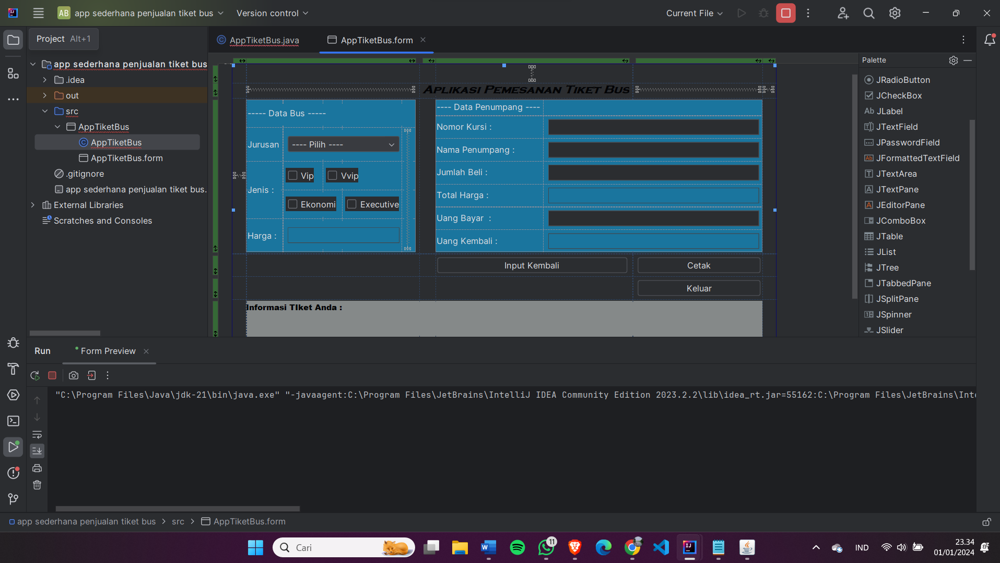 AB app sederhana penjualan tiket bus Version control Current File
Project Alt+1
AppTiketBus.java AppTiketBus.form
app sederhana penjualan tiket bus
.idea
out
src
AppTiketBus
AppTiketBus
AppTiketBus.form
.gitignore
app sederhana penjualan tiket bus.
External Libraries
Scratches and Consoles
Aplikasi Pemesanan Tiket Bus
----- Data Bus -----
Jurusan ---- Pilih ----
Jenis :
Vip Vvip
Ekonomi Executive
Harga :
---- Data Penumpang ----
Nomor Kursi :
Nama Penumpang :
Jumlah Beli :
Total Harga :
Uang Bayar :
Uang Kembali :
Input Kembali Cetak
Keluar
Informasi TIket Anda :
Palette
JRadioButton
JCheckBox
JLabel
JTextField
JPasswordField
JFormattedTextField
JTextArea
JTextPane
JEditorPane
JComboBox
JTable
JList
JTree
JTabbedPane
JSplitPane
JSpinner
JSlider
Run Form Preview
"C:\Program Files\Java\jdk-21\bin\java.exe" "-javaagent:C:\Program Files\JetBrains\IntelliJ IDEA Community Edition 2023.2.2\lib\idea_rt.jar=55162:C:\Program Files\JetBrains\Inte
app sederhana penjualan tiket bus > src > AppTiketBus.form
Cari
11
IND
23.34
01/01/2024